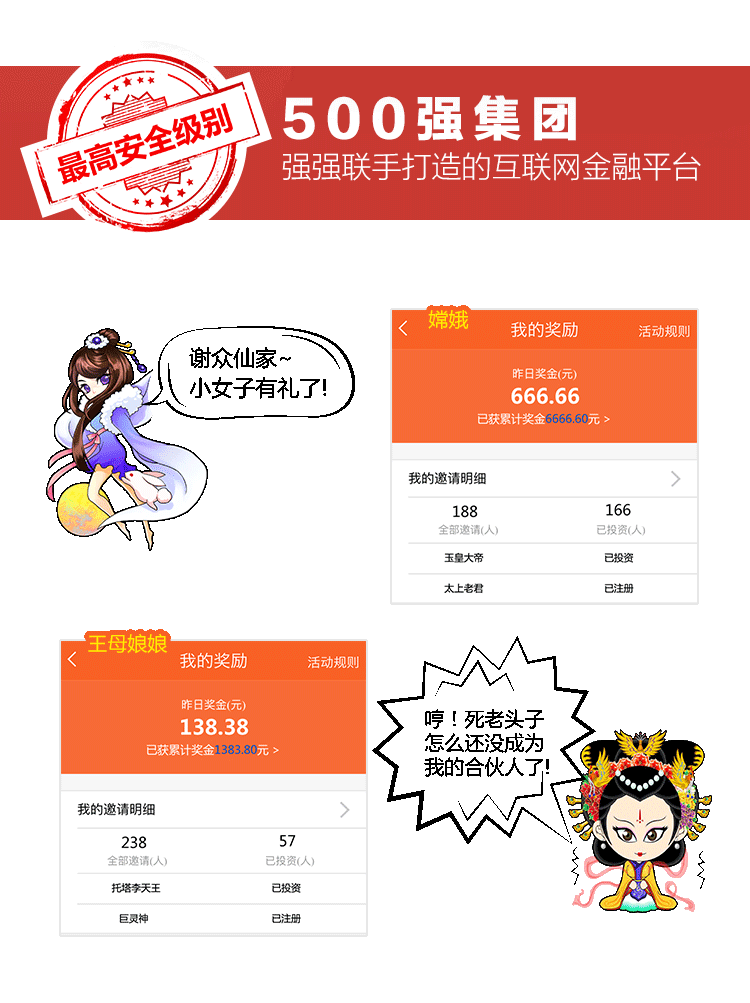 最高安全级别
500强集团
强强联手打造的互联网金融平台
谢众仙家~
小女子有礼了!
嫦娥
我的奖励
活动规则
昨日奖金(元)
666.66
已获累计奖金6666.60元 >
我的邀请明细
188
166
全部邀请(人)
已投资(人)
玉皇大帝
已投资
太上老君
已注册
王母娘娘
我的奖励
活动规则
昨日奖金(元)
138.38
已获累计奖金1383.80元 >
我的邀请明细
238
57
全部邀请(人)
已投资(人)
托塔李天王
已投资
巨灵神
已注册
哼！死老头子
怎么还没成为
我的合伙人了!